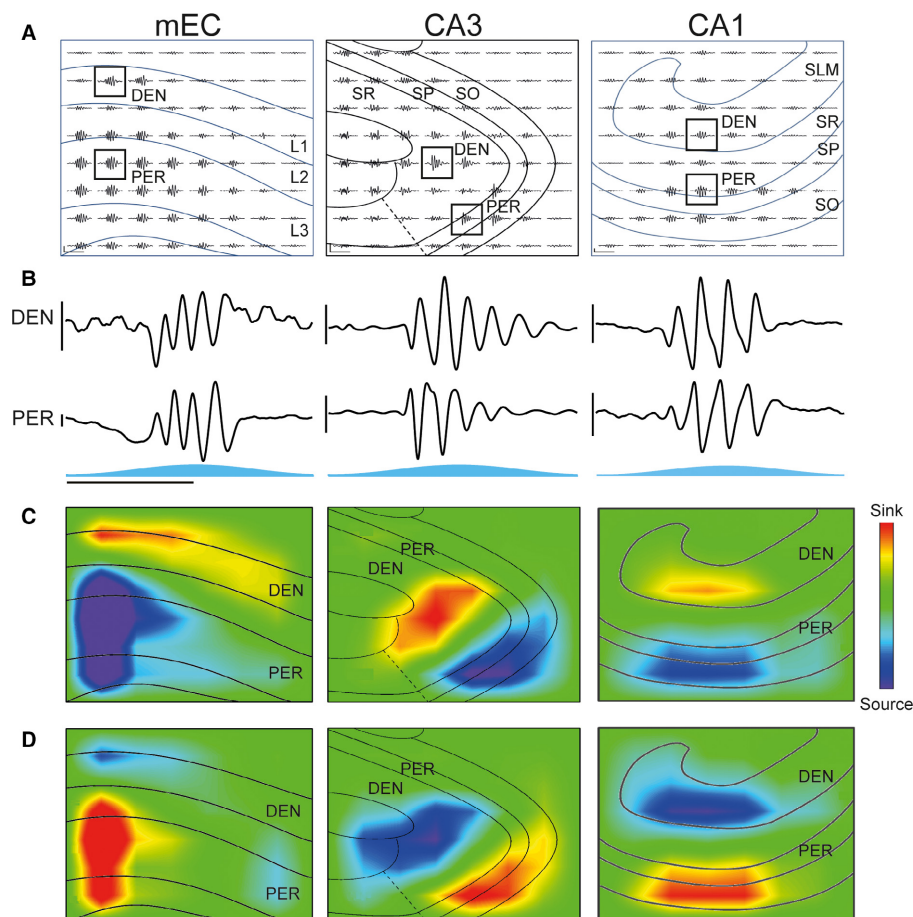 A mEC CA3 CA1
SLM
SR SP SO
DEN
DEN DEN SR
L1
SP
PER L2 PER PER
SO
L3
B
DEN
PER
C Sink
PER DEN
DEN
DEN
PER
PER
Source
D
PER DEN
DEN
DEN
PER
PER